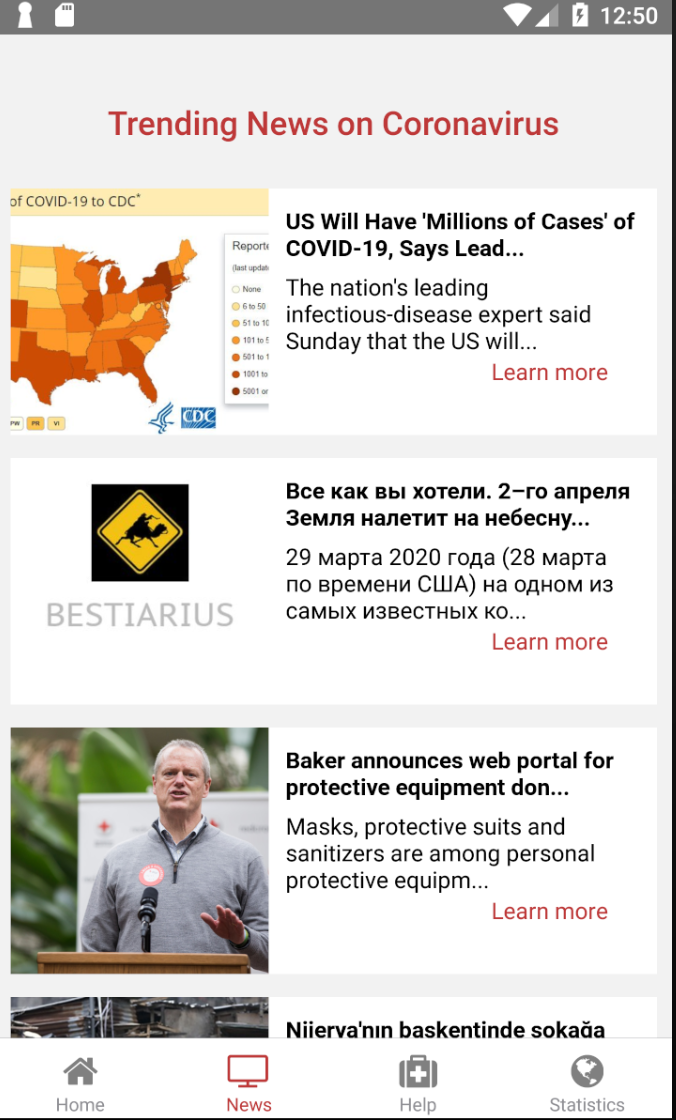 12:50
Trending News on Coronavirus
of COVID-19 to CDC*
Reporte
(last updat
None
6 to 50
51 to 10
101 to 5
501 to 1
1001 to
5001 or
PW PR VI
CDC
US Will Have 'Millions of Cases' of
COVID-19, Says Lead...
The nation's leading
infectious-disease expert said
Sunday that the US will...
Learn more
BESTIARIUS
Все как вы хотели. 2–го апреля
Земля налетит на небесну...
29 марта 2020 года (28 марта
по времени США) на одном из
самых известных ко...
Learn more
Baker announces web portal for
protective equipment don...
Masks, protective suits and
sanitizers are among personal
protective equipm...
Learn more
Nijerya'nın başkentinde sokağa
Home News Help Statistics